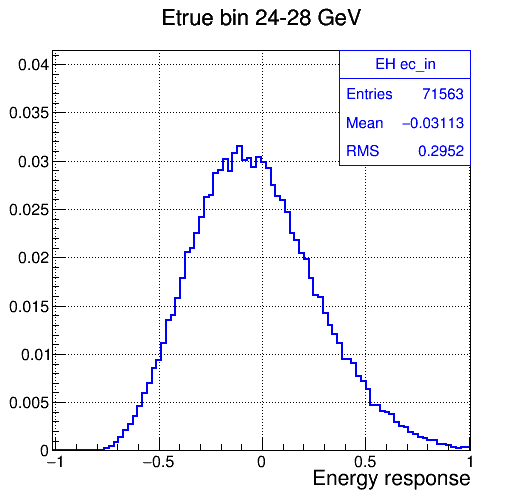 Etrue bin 24-28 GeV
EH ec_in
Entries 71563
Mean −0.03113
RMS 0.2952
0.04
0.035
0.03
0.025
0.02
0.015
0.01
0.005
0
−1 −0.5 0 0.5 1
Energy response